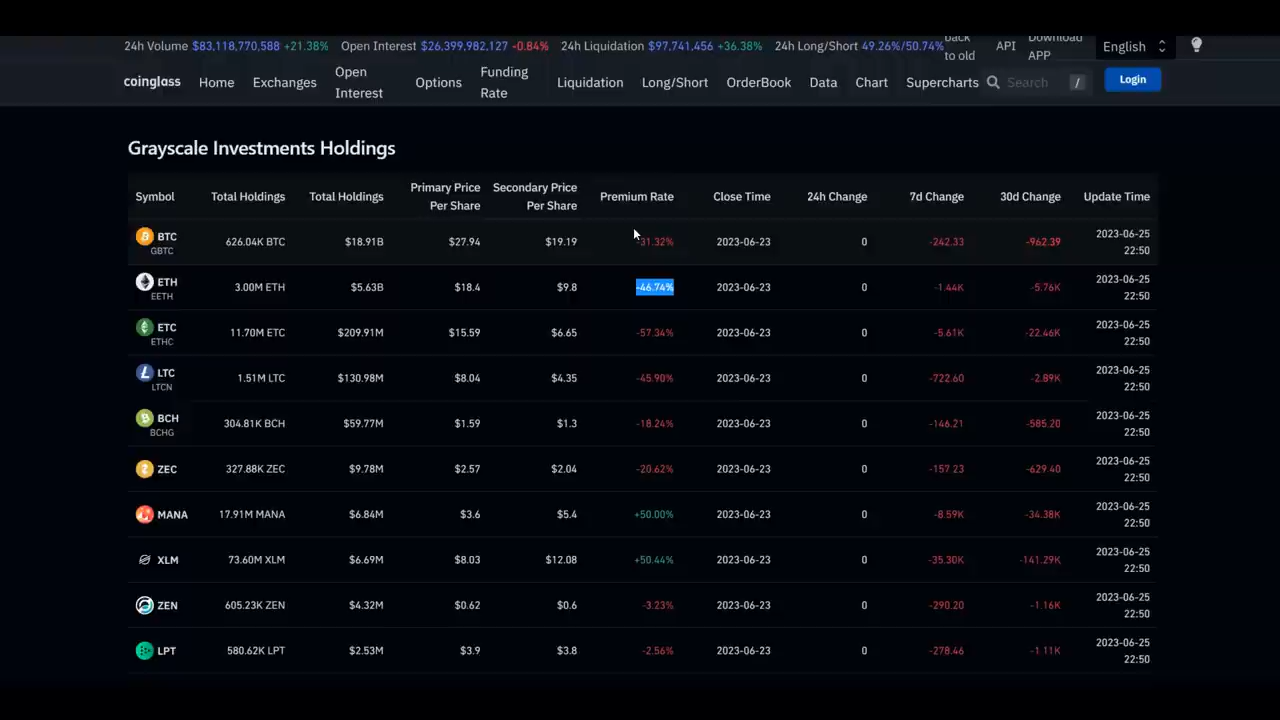 24h Volume $83,118,770,588 +21.38% Open Interest $26,399,982,127 -0.84% 24h Liquidation $97,741,456 +36.38% 24h Long/Short 49.26%/50.74% back to old API Download APP English
coinglass Home Exchanges Open Interest Options Funding Rate Liquidation Long/Short OrderBook Data Chart Supercharts Search / Login
Grayscale Investments Holdings
Symbol Total Holdings Total Holdings Primary Price Per Share Secondary Price Per Share Premium Rate Close Time 24h Change 7d Change 30d Change Update Time
BTC GBTC 626.04K BTC $18.91B $27.94 $19.19 -31.32% 2023-06-23 0 -242.33 -962.39 2023-06-25 22:50
ETH EETH 3.00M ETH $5.63B $18.4 $9.8 -46.74% 2023-06-23 0 -1.44K -5.76K 2023-06-25 22:50
ETC ETHC 11.70M ETC $209.91M $15.59 $6.65 -57.34% 2023-06-23 0 -5.61K -22.46K 2023-06-25 22:50
LTC LTCN 1.51M LTC $130.98M $8.04 $4.35 -45.90% 2023-06-23 0 -722.60 -2.89K 2023-06-25 22:50
BCH BCHG 304.81K BCH $59.77M $1.59 $1.3 -18.24% 2023-06-23 0 -146.21 -585.20 2023-06-25 22:50
ZEC 327.88K ZEC $9.78M $2.57 $2.04 -20.62% 2023-06-23 0 -157.23 -629.40 2023-06-25 22:50
MANA 17.91M MANA $6.84M $3.6 $5.4 +50.00% 2023-06-23 0 -8.59K -34.38K 2023-06-25 22:50
XLM 73.60M XLM $6.69M $8.03 $12.08 +50.44% 2023-06-23 0 -35.30K -141.29K 2023-06-25 22:50
ZEN 605.23K ZEN $4.32M $0.62 $0.6 -3.23% 2023-06-23 0 -290.20 -1.16K 2023-06-25 22:50
LPT 580.62K LPT $2.53M $3.9 $3.8 -2.56% 2023-06-23 0 -278.46 -1.11K 2023-06-25 22:50